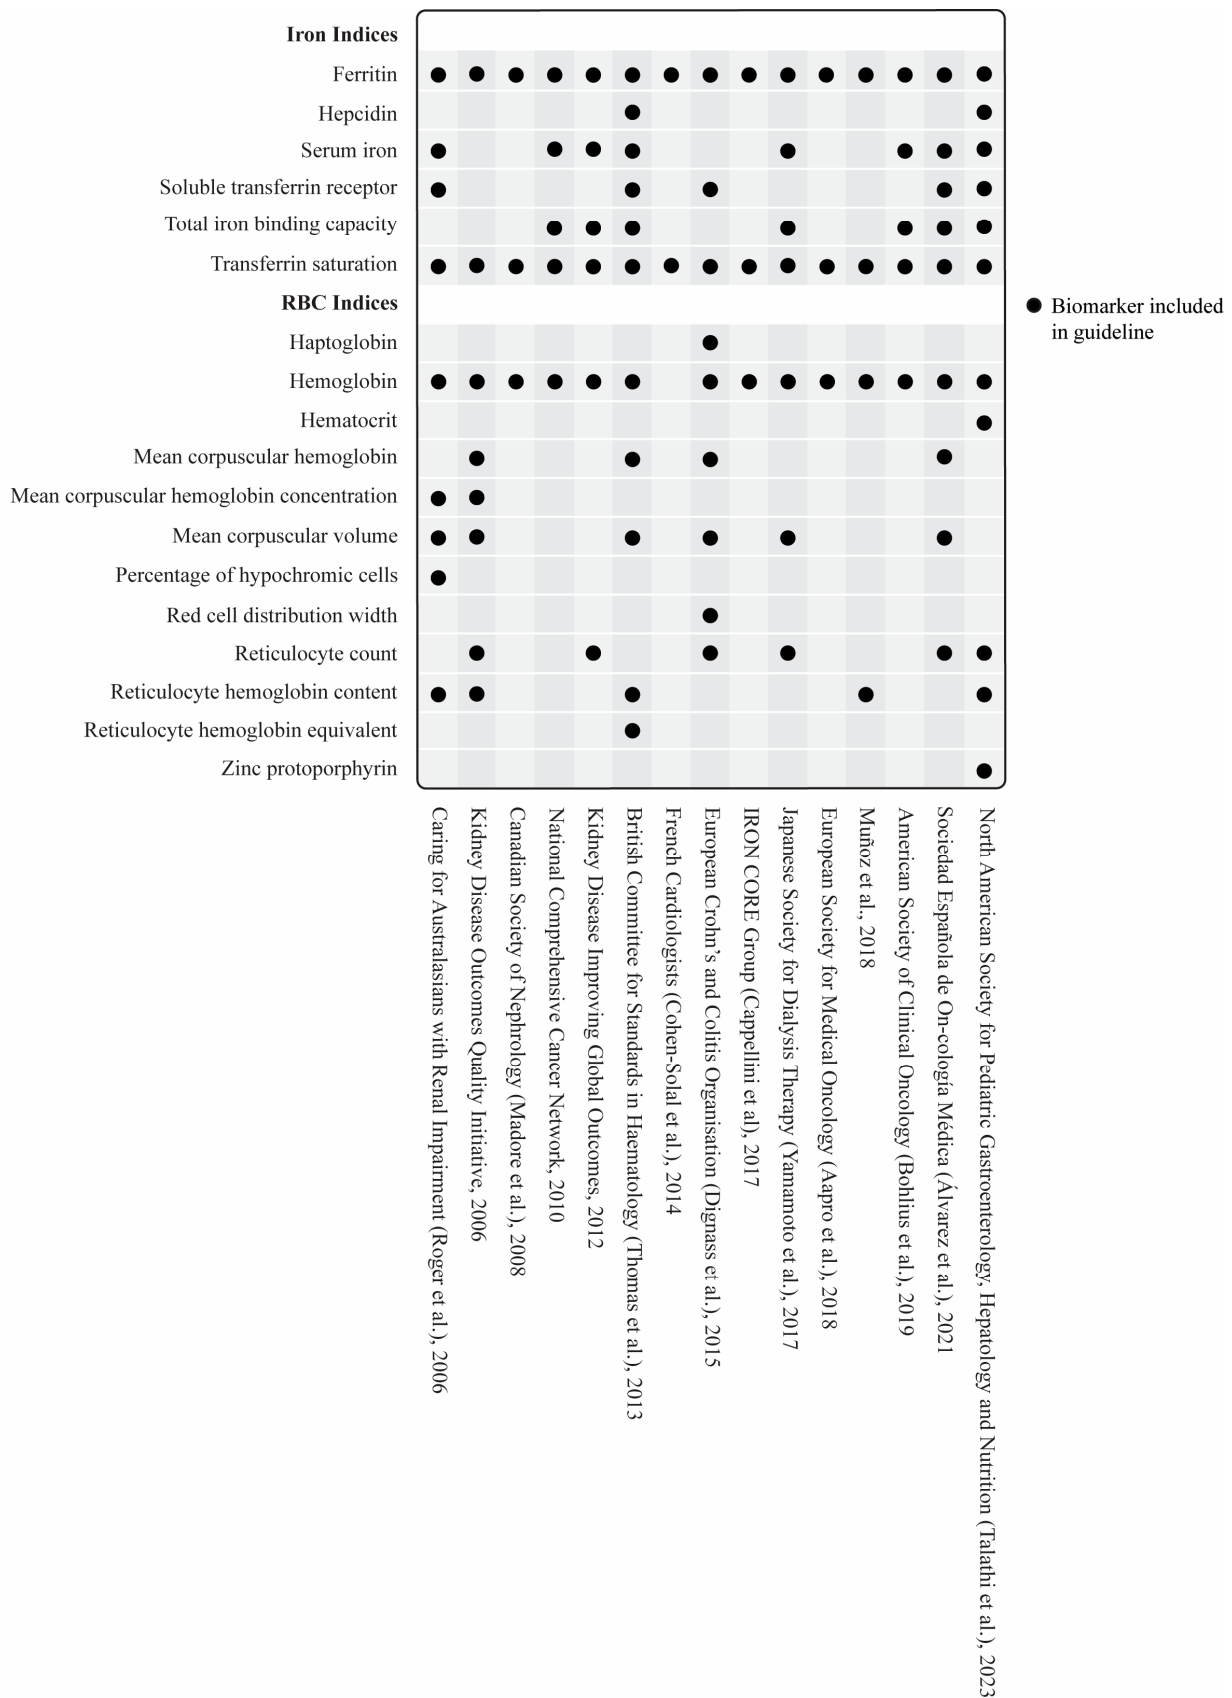 Iron Indices
Ferritin
Hepcidin
Serum iron
Soluble transferrin receptor
Total iron binding capacity
Transferrin saturation
RBC Indices
Haptoglobin
Hemoglobin
Hematocrit
Mean corpuscular hemoglobin
Mean corpuscular hemoglobin concentration
Mean corpuscular volume
Percentage of hypochromic cells
Red cell distribution width
Reticulocyte count
Reticulocyte hemoglobin content
Reticulocyte hemoglobin equivalent
Zinc protoporphyrin
Biomarker included
in guideline
Caring for Australasians with Renal Impairment (Roger et al.), 2006
Kidney Disease Outcomes Quality Initiative, 2006
Canadian Society of Nephrology (Madore et al.), 2008
National Comprehensive Cancer Network, 2010
Kidney Disease Improving Global Outcomes, 2012
British Committee for Standards in Haematology (Thomas et al.), 2013
French Cardiologists (Cohen-Solal et al.), 2014
European Crohn's and Colitis Organisation (Dignass et al.), 2015
IRON CORE Group (Cappellini et al), 2017
Japanese Society for Dialysis Therapy (Yamamoto et al.), 2017
European Society for Medical Oncology (Aapro et al.), 2018
Muñoz et al., 2018
American Society of Clinical Oncology (Bohlius et al.), 2019
Sociedad Española de On-cología Médica (Álvarez et al.), 2021
North American Society for Pediatric Gastroenterology, Hepatology and Nutrition (Talathi et al.), 2023